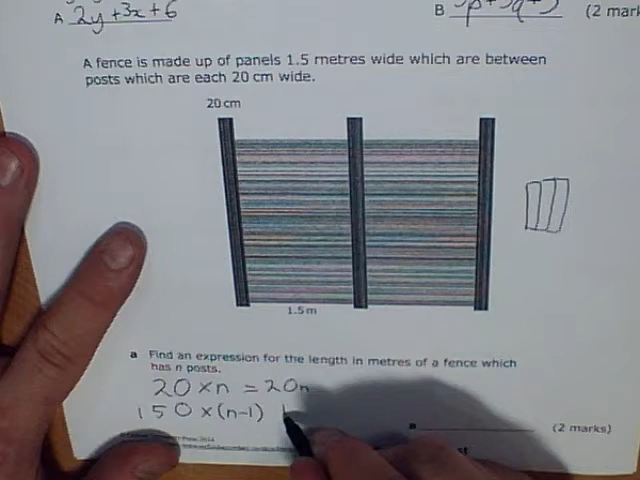 A 2y+3x+6
B
(2 mar
A fence is made up of panels 1.5 metres wide which are between
posts which are each 20 cm wide.
20 cm
1.5m
a Find an expression for the length in metres of a fence which
has n posts.
20 × n = 20n
150 × (n-1)
a
(2 marks)